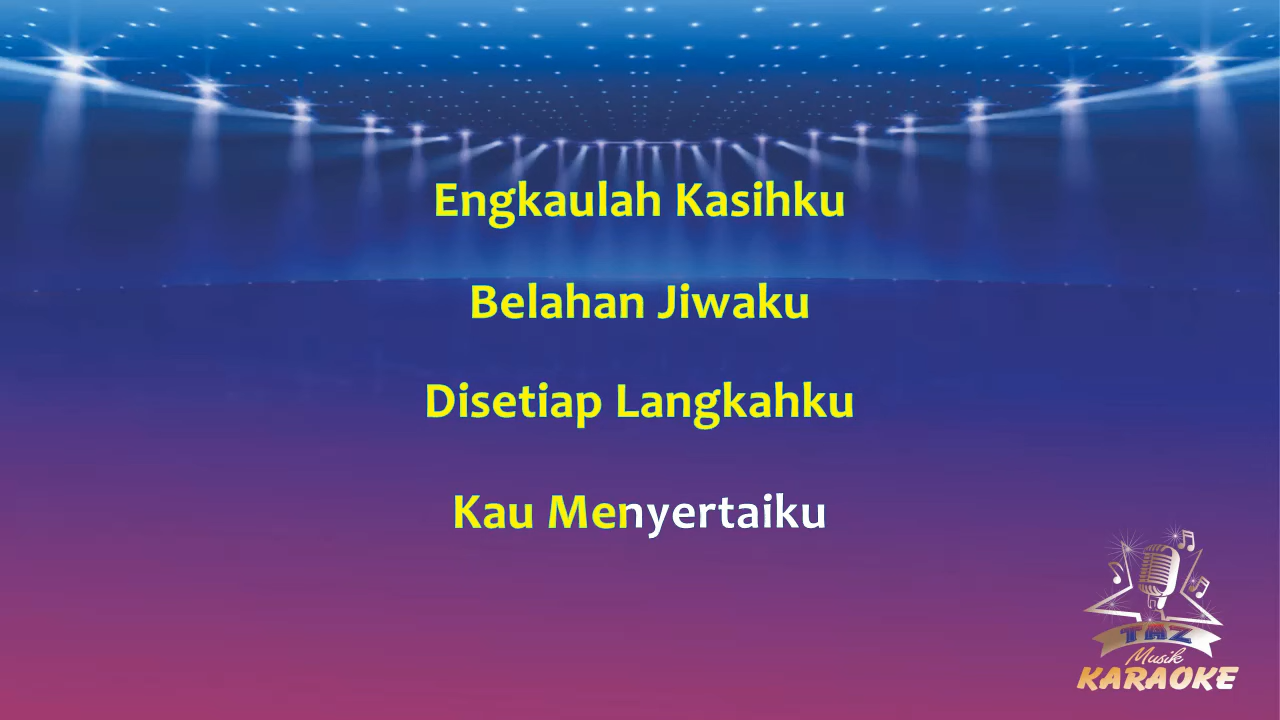 Engkaulah Kasihku
Belahan Jiwaku
Disetiap Langkahku
Kau Menyertaiku
TAZ
Musik
KARAOKE